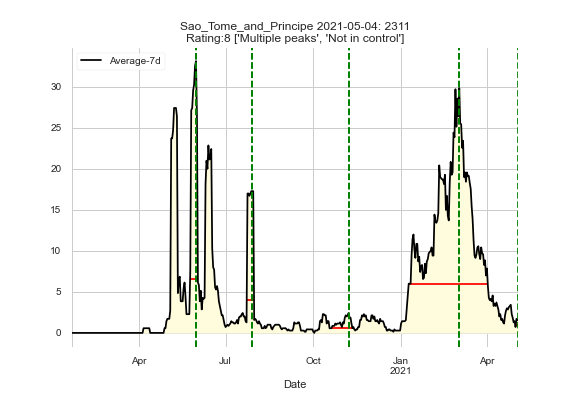 Sao_Tome_and_Principe 2021-05-04: 2311
Rating:8 ['Multiple peaks', 'Not in control']
Average-7d
30
25
20
15
10
5
0
Apr
Jul
Oct
Jan
2021
Apr
Date